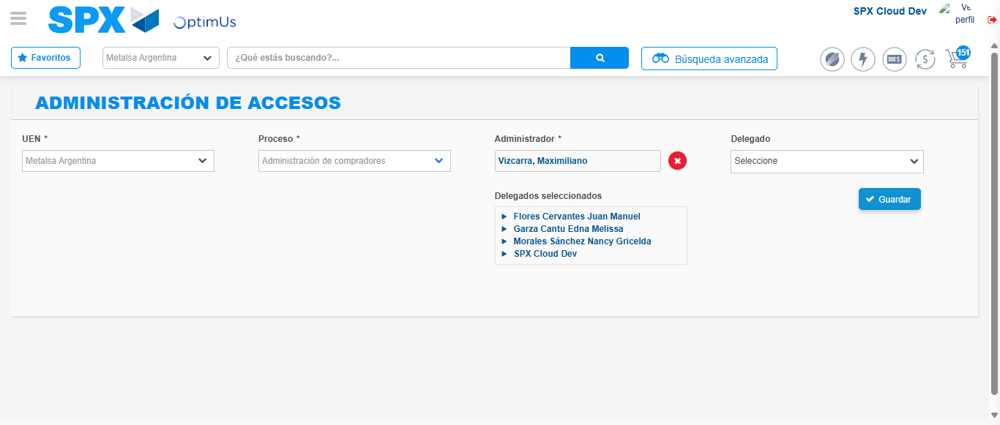 SPX
OptimUs
SPX Cloud Dev
Ve
perfil
Favoritos
Metalsa Argentina
¿Qué estás buscando?...
Búsqueda avanzada
$
$
151
ADMINISTRACIÓN DE ACCESOS
UEN *
Proceso *
Administrador *
Delegado
Metalsa Argentina
Administración de compradores
Vizcarra, Maximiliano
Seleccione
Delegados seleccionados
Guardar
Flores Cervantes Juan Manuel
Garza Cantu Edna Melissa
Morales Sánchez Nancy Gricelda
SPX Cloud Dev